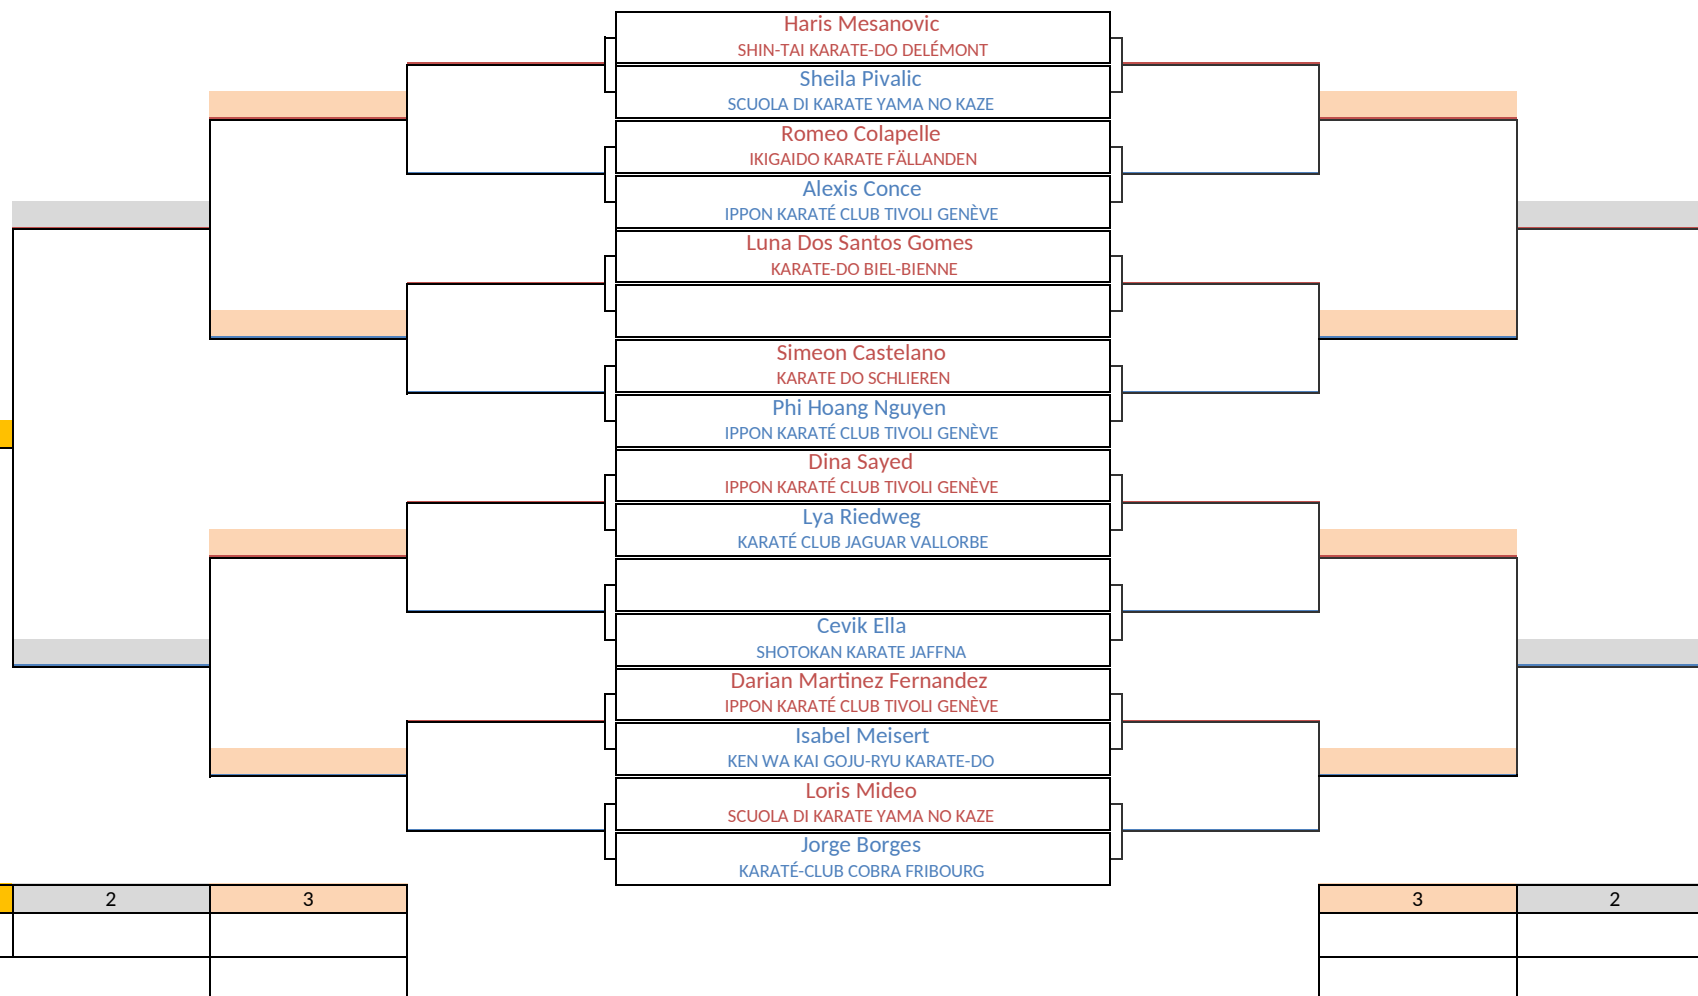 Haris Mesanovic
SHIN-TAI KARATE-DO DELÉMONT
Sheila Pivalic
SCUOLA DI KARATE YAMA NO KAZE
Romeo Colapelle
IKIGAIDO KARATE FÄLLANDEN
Alexis Conce
IPPON KARATÉ CLUB TIVOLI GENÈVE
Luna Dos Santos Gomes
KARATE-DO BIEL-BIENNE
Simeon Castelano
KARATE DO SCHLIEREN
Phi Hoang Nguyen
IPPON KARATÉ CLUB TIVOLI GENÈVE
Dina Sayed
IPPON KARATÉ CLUB TIVOLI GENÈVE
Lya Riedweg
KARATÉ CLUB JAGUAR VALLORBE
Cevik Ella
SHOTOKAN KARATE JAFFNA
Darian Martinez Fernandez
IPPON KARATÉ CLUB TIVOLI GENÈVE
Isabel Meisert
KEN WA KAI GOJU-RYU KARATE-DO
Loris Mideo
SCUOLA DI KARATE YAMA NO KAZE
Jorge Borges
KARATÉ-CLUB COBRA FRIBOURG
2 3 3 2